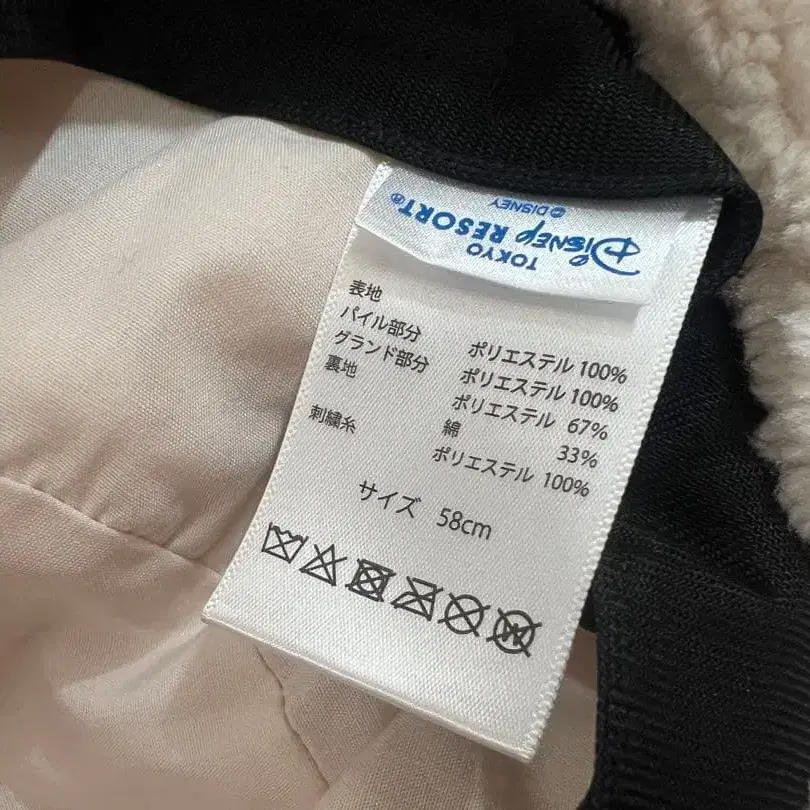 TOKYO
Disney RESORT®
©DISNEY
表地
パイル部分 ポリエステル 100%
グランド部分 ポリエステル 100%
裏地 ポリエステル 67%
綿 33%
刺繍糸 ポリエステル 100%
サイズ 58cm
W